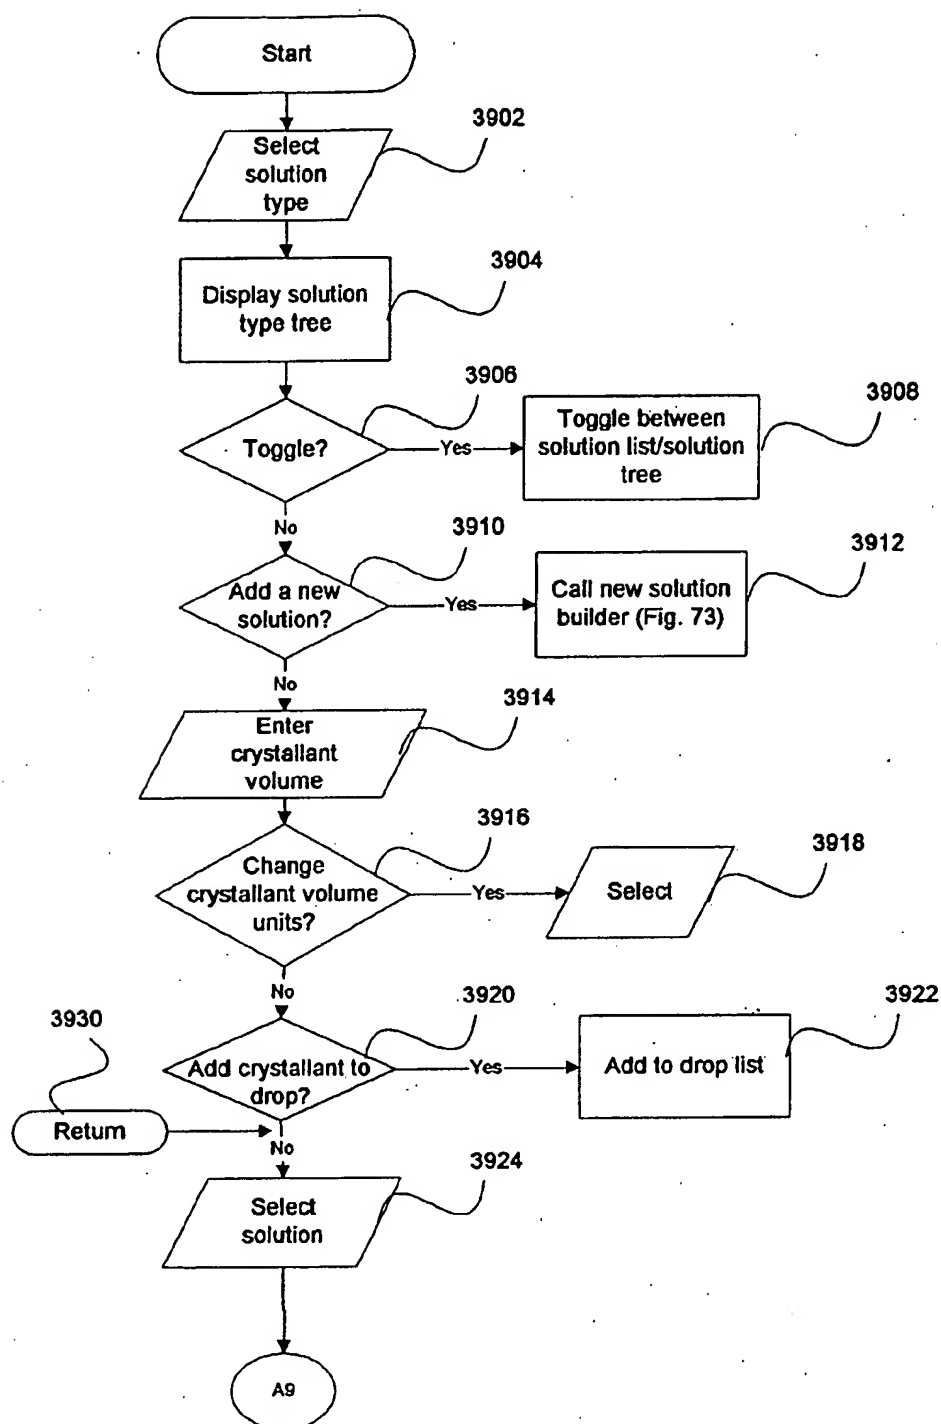 Start
3902
Select
solution
type
3904
Display solution
type tree
3906
Toggle?
Yes
3908
Toggle between
solution list/solution
tree
No
3910
Add a new
solution?
Yes
3912
Call new solution
builder (Fig. 73)
No
3914
Enter
crystallant
volume
3916
Change
crystallant volume
units?
Yes
3918
Select
No
3920
Add crystallant to
drop?
Yes
3922
Add to drop list
3930
Return
No
3924
Select
solution
A9